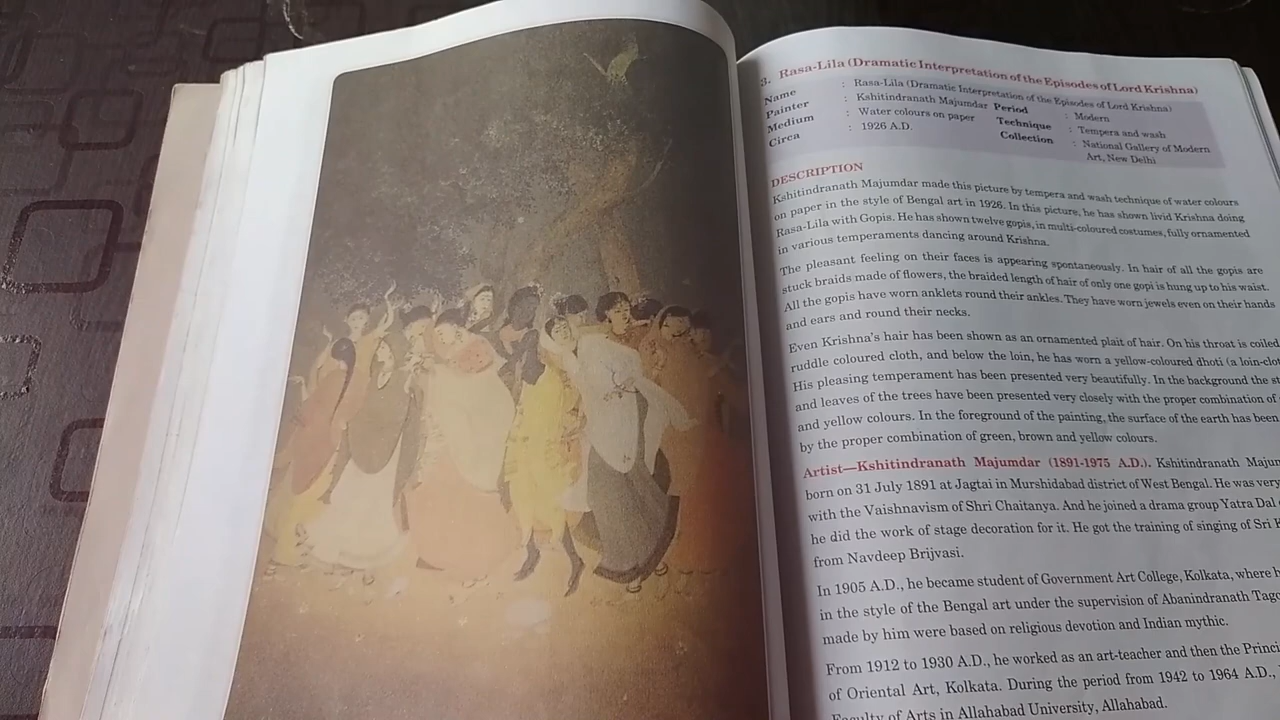 3. Rasa-Lila (Dramatic Interpretation of the Episodes of Lord Krishna)
Name : Rasa-Lila (Dramatic Interpretation of the Episodes of Lord Krishna)
Painter : Kshitindranath Majumdar Period : Modern
Medium : Water colours on paper Technique : Tempera and wash
Circa : 1926 A.D. Collection : National Gallery of Modern
Art, New Delhi
DESCRIPTION
Kshitindranath Majumdar made this picture by tempera and wash technique of water colours
on paper in the style of Bengal art in 1926. In this picture, he has shown livid Krishna doing
Rasa-Lila with Gopis. He has shown twelve gopis, in multi-coloured costumes, fully ornamented
in various temperaments dancing around Krishna.
The pleasant feeling on their faces is appearing spontaneously. In hair of all the gopis are
stuck braids made of flowers, the braided length of hair of only one gopi is hung up to his waist.
All the gopis have worn anklets round their ankles. They have worn jewels even on their hands
and ears and round their necks.
Even Krishna's hair has been shown as an ornamented plait of hair. On his throat is coiled
ruddle coloured cloth, and below the loin, he has worn a yellow-coloured dhoti (a
His pleasing temperament has been presented very beautifully. In the background the
and leaves of the trees have been presented very closely with the proper combination of
and yellow colours. In the foreground of the painting, the surface of the earth has been
by the proper combination of green, brown and yellow colours.
Artist—Kshitindranath Majumdar (1891-1975 A.D.). Kshitindranath
born on 31 July 1891 at Jagtai in Murshidabad district of West Bengal. He was very
with the Vaishnavism of Shri Chaitanya. And he joined a drama group Yatra Dal
he did the work of stage decoration for it. He got the training of singing of Sri
from Navdeep Brijvasi.
In 1905 A.D., he became student of Government Art College, Kolkata, where
in the style of the Bengal art under the supervision of Abanindranath
made by him were based on religious devotion and Indian mythic.
From 1912 to 1930 A.D., he worked as an art-teacher and then the
of Oriental Art, Kolkata. During the period from 1942 to 1964 A.D.,
Faculty of Arts in Allahabad University, Allahabad.